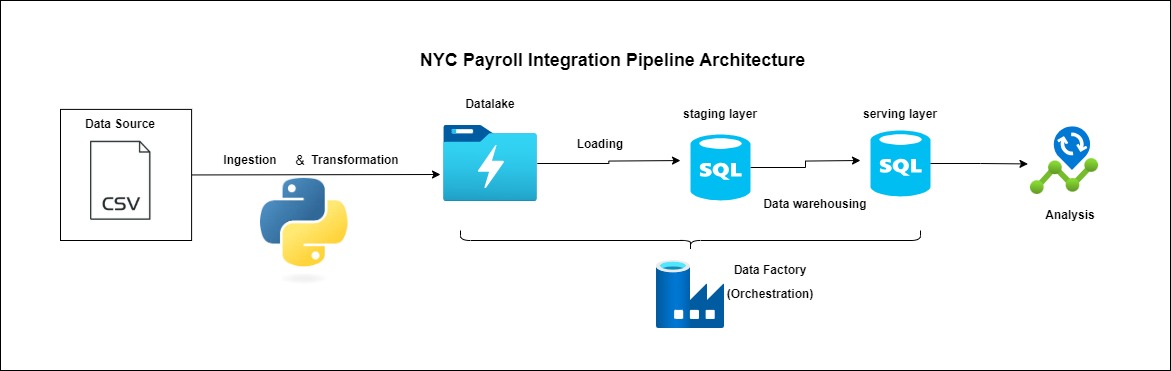 NYC Payroll Integration Pipeline Architecture
Data Source
CSV
Ingestion & Transformation
Datalake
Loading
staging layer
SQL
Data warehousing
serving layer
SQL
Analysis
Data Factory
(Orchestration)